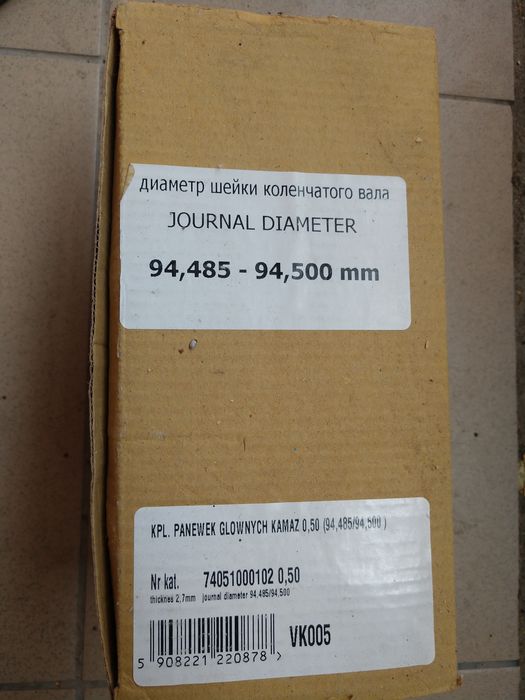 диаметр шейки коленчатого вала
JOURNAL DIAMETER
94,485 - 94,500 mm
KPL. PANEWEK GLOWNYCH KAMAZ 0,50 (94,485/94,500 )
Nr kat. 74051000102 0,50
thicknes 2,7mm journal diameter 94,485/94,500
5 908221 220878 >
VK005